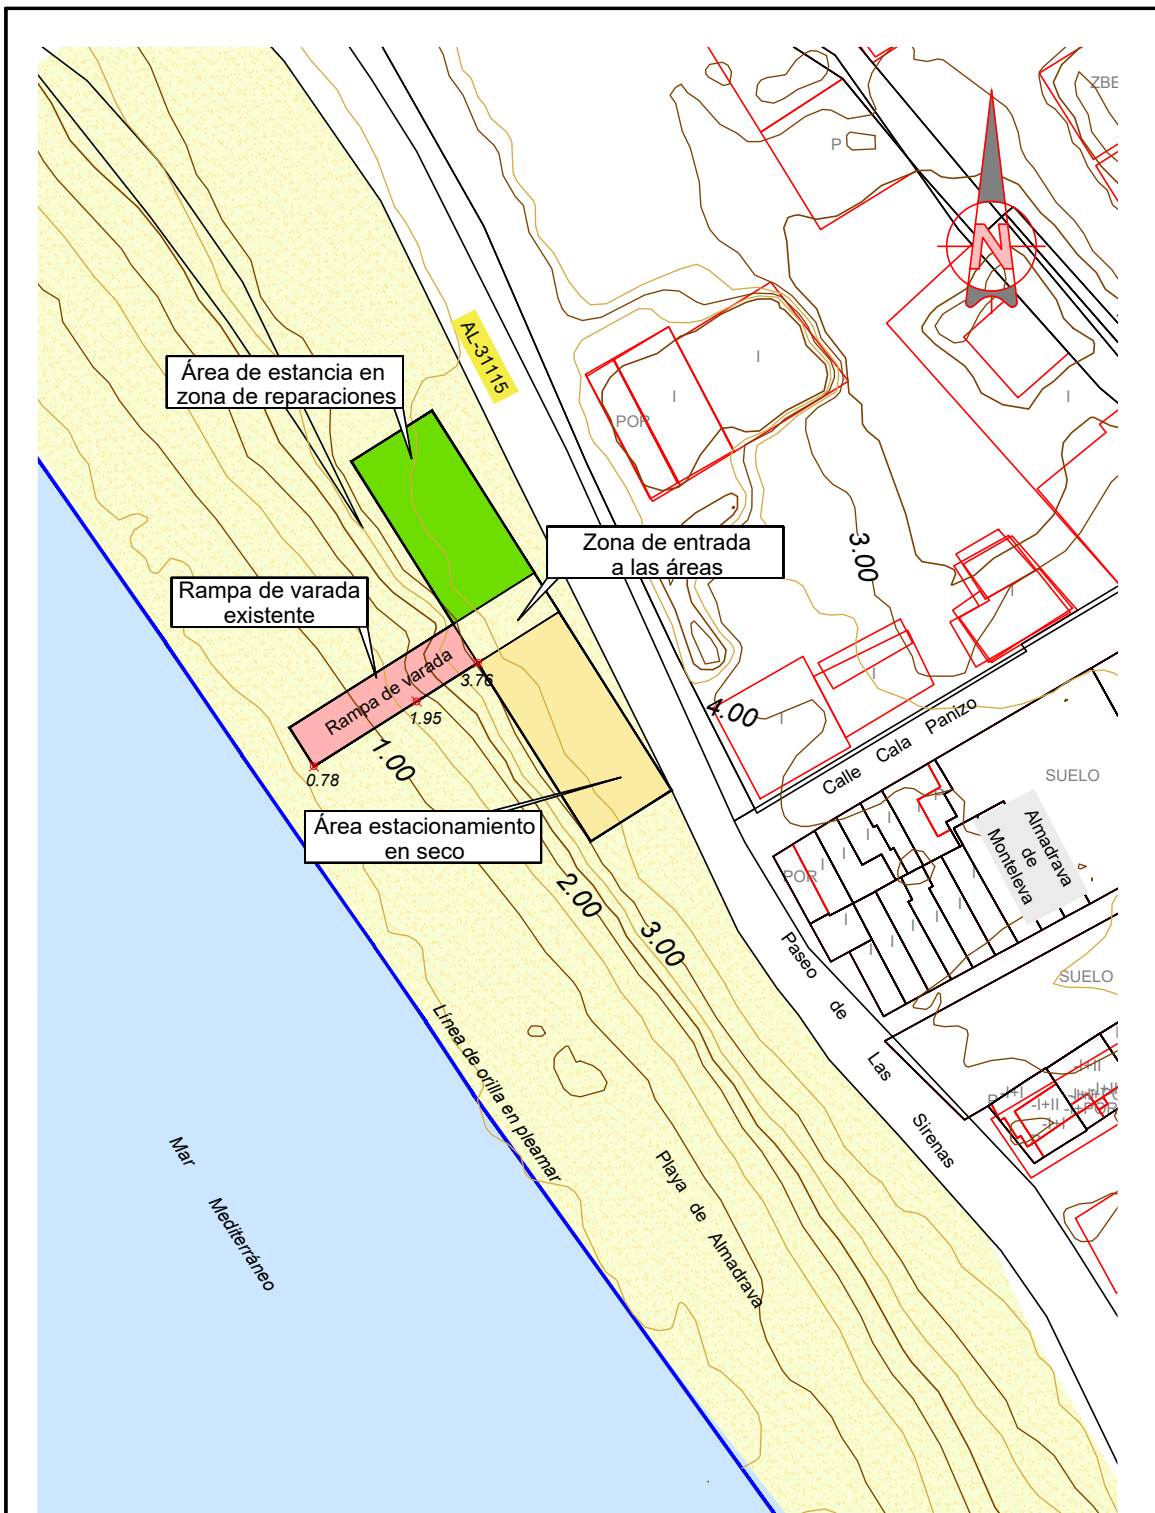 ZBE
P
N
AL-31115
I
I
POR
I
Área de estancia en
zona de reparaciones
Zona de entrada
a las áreas
3.00
Rampa de varada
existente
I
Rampa de varada
3.76
1.95
0.78
1.00
I
4.00
I
Calle Cala Panizo
SUELO
Área estacionamiento
en seco
Almadrava
de
Monteleva
POR
I
I
I
I
I
I
I
I
I
I
I
I
2.00
3.00
Paseo de Las Sirenas
SUELO
Línea de orilla en pleamar
Playa de Almadrava
Mar Mediterráneo
-I+II
-I+I
-I+II
-I+I